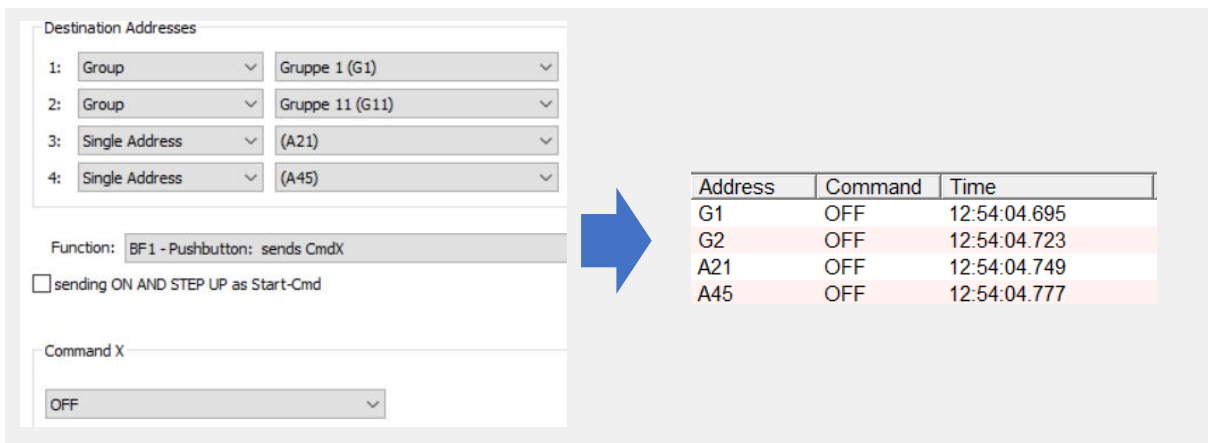 Destination Addresses
1: Group Gruppe 1 (G1)
2: Group Gruppe 11 (G11)
3: Single Address (A21)
4: Single Address (A45)
Function: BF1 - Pushbutton: sends CmdX
sending ON AND STEP UP as Start-Cmd
Command X
OFF
Address Command Time
G1 OFF 12:54:04.695
G2 OFF 12:54:04.723
A21 OFF 12:54:04.749
A45 OFF 12:54:04.777